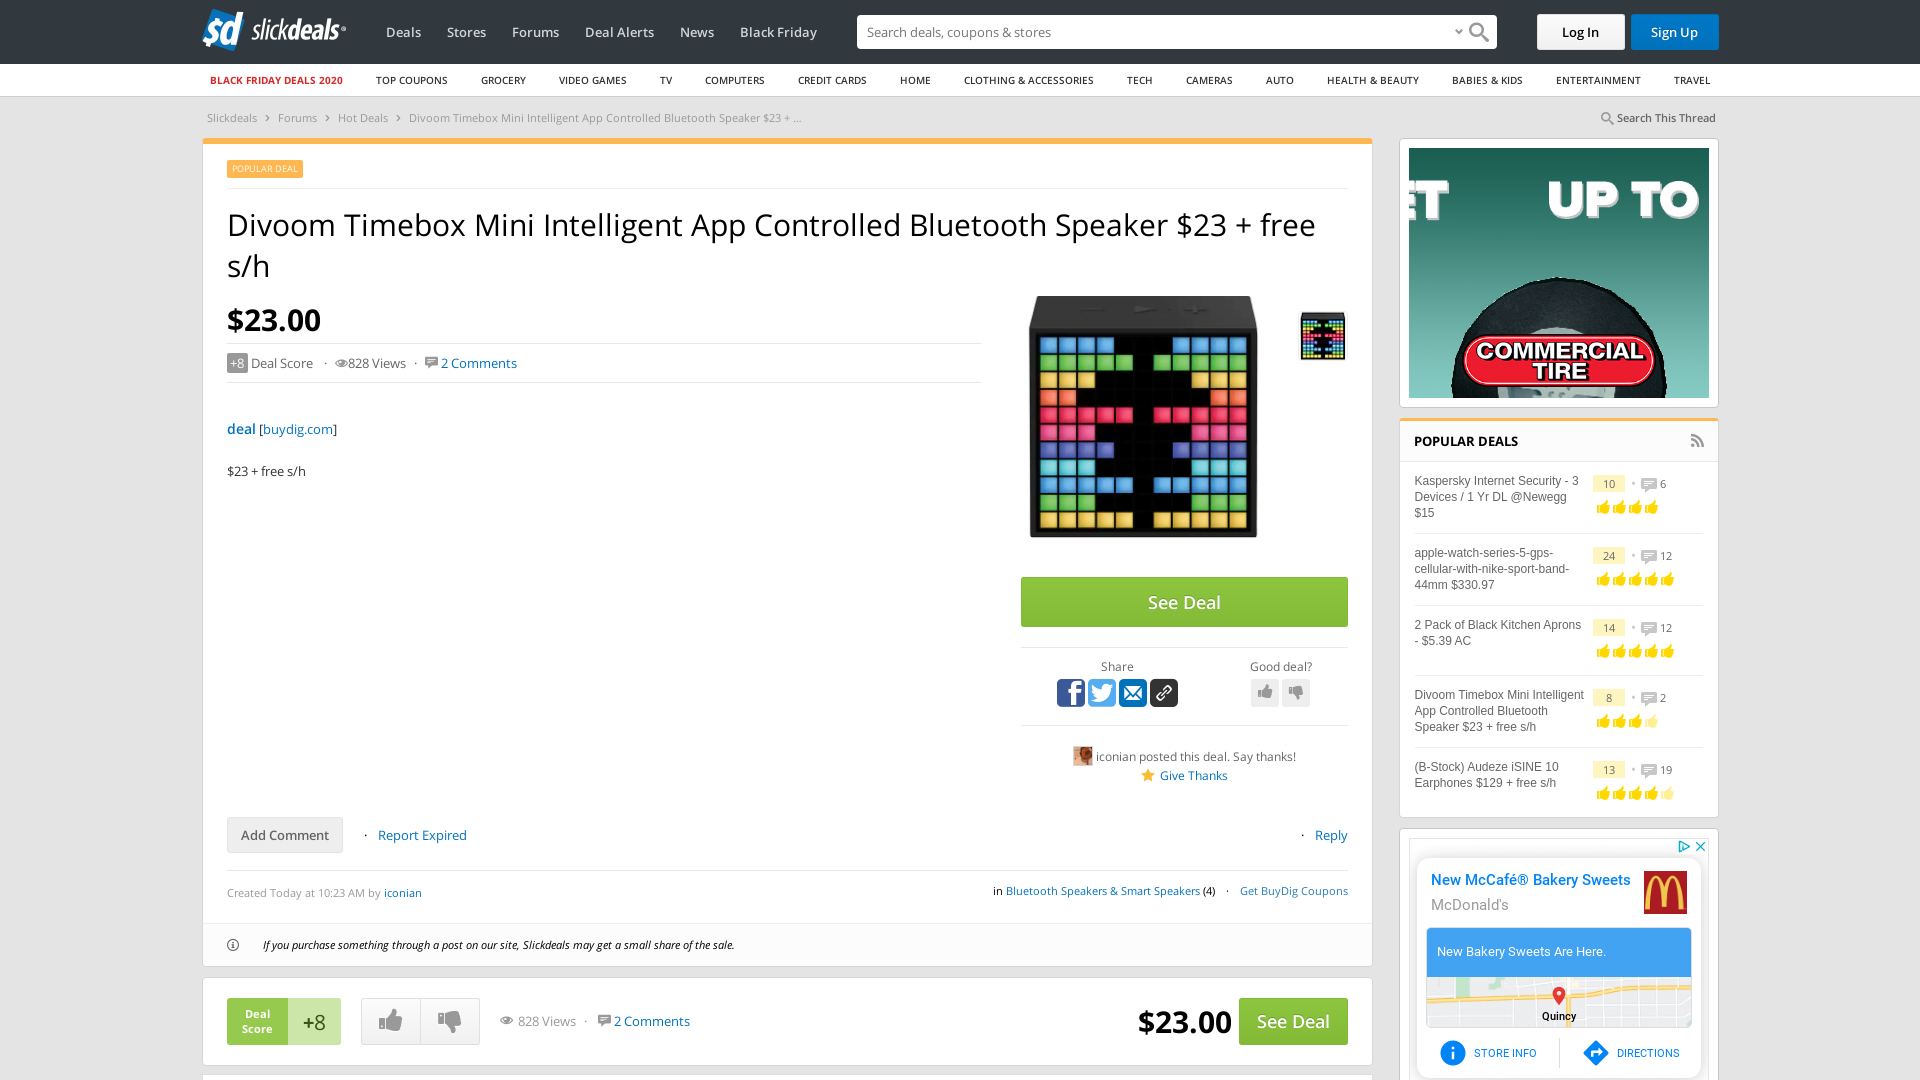 slickdeals
Deals
Stores
Forums
Deal Alerts
News
Black Friday
Search deals, coupons & stores
Log In
Sign Up
BLACK FRIDAY DEALS 2020
TOP COUPONS
GROCERY
VIDEO GAMES
TV
COMPUTERS
CREDIT CARDS
HOME
CLOTHING & ACCESSORIES
TECH
CAMERAS
AUTO
HEALTH & BEAUTY
BABIES & KIDS
ENTERTAINMENT
TRAVEL
Slickdeals › Forums › Hot Deals › Divoom Timebox Mini Intelligent App Controlled Bluetooth Speaker $23 + ...
Search This Thread
POPULAR DEAL
Divoom Timebox Mini Intelligent App Controlled Bluetooth Speaker $23 + free
s/h
$23.00
+8 Deal Score · 828 Views · 2 Comments
deal [buydig.com]
$23 + free s/h
See Deal
Share
Good deal?
iconian posted this deal. Say thanks!
Give Thanks
Add Comment
· Report Expired
· Reply
Created Today at 10:23 AM by iconian
in Bluetooth Speakers & Smart Speakers (4) · Get BuyDig Coupons
If you purchase something through a post on our site, Slickdeals may get a small share of the sale.
Deal
Score
+8
828 Views · 2 Comments
$23.00
See Deal
ET UP TO
COMMERCIAL
TIRE
POPULAR DEALS
Kaspersky Internet Security - 3
Devices / 1 Yr DL @Newegg
$15
10 • 6
apple-watch-series-5-gps-
cellular-with-nike-sport-band-
44mm $330.97
24 • 12
2 Pack of Black Kitchen Aprons
- $5.39 AC
14 • 12
Divoom Timebox Mini Intelligent
App Controlled Bluetooth
Speaker $23 + free s/h
8 • 2
(B-Stock) Audeze iSINE 10
Earphones $129 + free s/h
13 • 19
New McCafé® Bakery Sweets
McDonald's
New Bakery Sweets Are Here.
Quincy
STORE INFO
DIRECTIONS